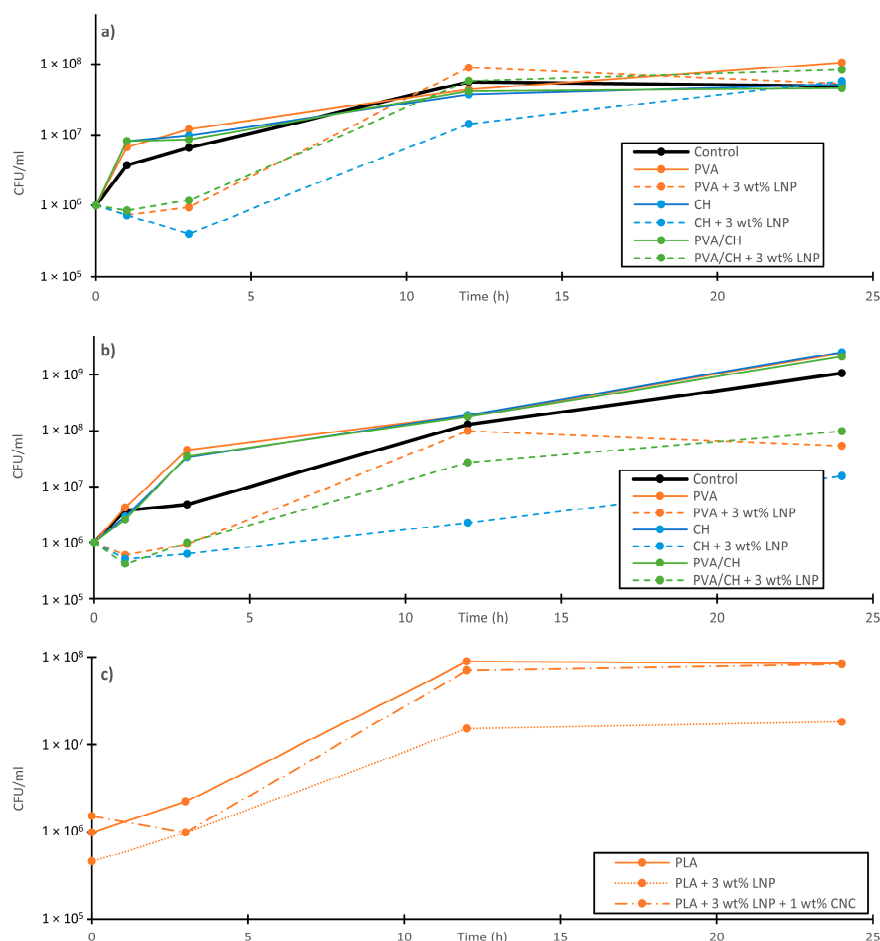 a)
1 × 10⁸
1 × 10⁷
1 × 10⁶
1 × 10⁵
CFU/ml
0
5
10
15
20
25
Time (h)
Control
PVA
PVA + 3 wt% LNP
CH
CH + 3 wt% LNP
PVA/CH
PVA/CH + 3 wt% LNP
b)
1 × 10⁹
1 × 10⁸
1 × 10⁷
1 × 10⁶
1 × 10⁵
CFU/ml
0
5
10
15
20
25
Time (h)
Control
PVA
PVA + 3 wt% LNP
CH
CH + 3 wt% LNP
PVA/CH
PVA/CH + 3 wt% LNP
c)
1 × 10⁸
1 × 10⁷
1 × 10⁶
1 × 10⁵
CFU/ml
0
5
10
15
20
25
Time (h)
PLA
PLA + 3 wt% LNP
PLA + 3 wt% LNP + 1 wt% CNC